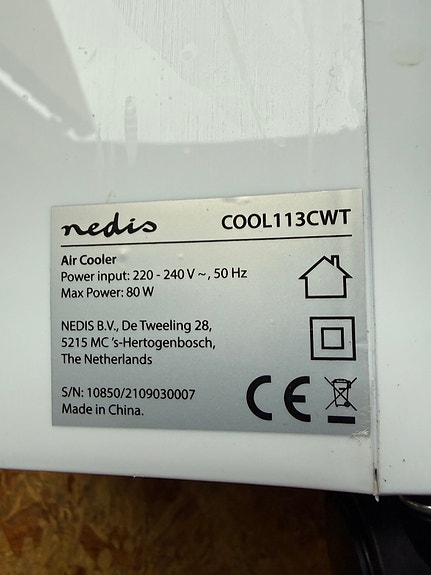 nedis COOL113CWT
Air Cooler
Power input: 220 - 240 V ~, 50 Hz
Max Power: 80 W
NEDIS B.V., De Tweeling 28,
5215 MC 's-Hertogenbosch,
The Netherlands
S/N: 10850/2109030007
Made in China.
CE